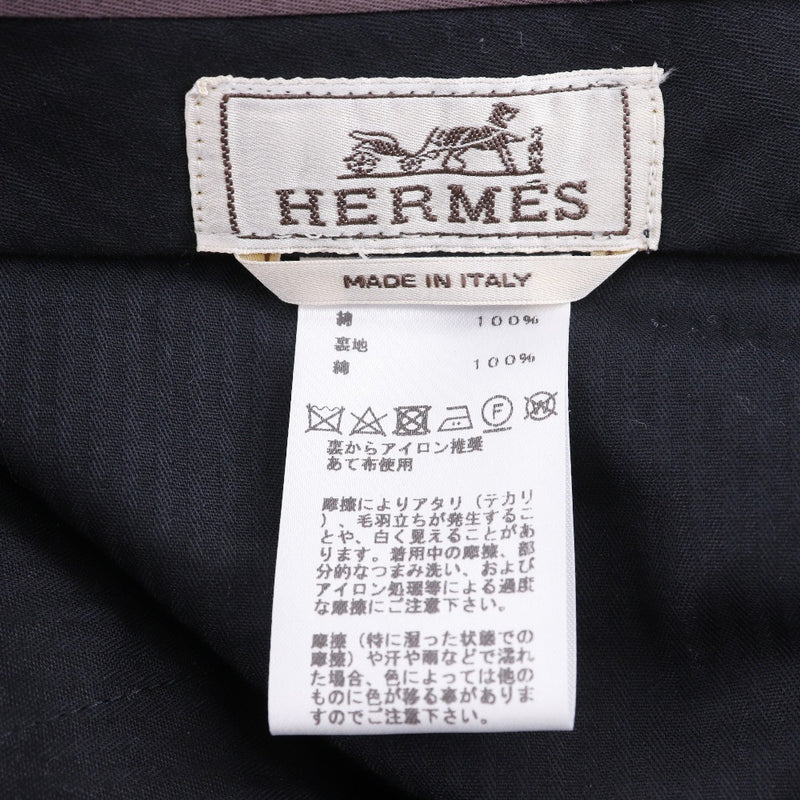 HERMÈS
MADE IN ITALY
綿 100%
裏地
綿 100%
P W
裏からアイロン推奨
あて布使用
摩擦によりアタリ（テカリ
）、毛羽立ちが発生するこ
とや、白く見えることがあ
ります。着用中の摩擦、部
分的なつまみ洗い、および
アイロン処理等による過度
な摩擦にご注意下さい。
摩擦（特に湿った状態での
摩擦）や汗や雨などで濡れ
た場合、色によっては他の
ものに色が移る事がありま
すのでご注意下さい。